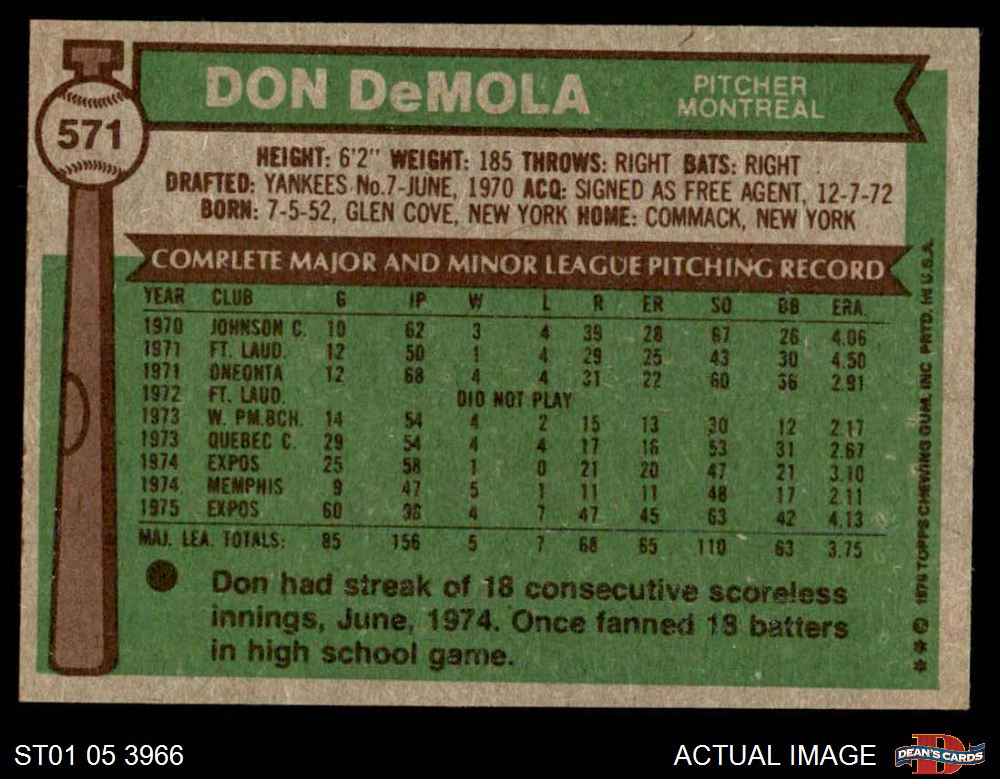 571
DON DeMOLA
PITCHER
MONTREAL
HEIGHT: 6'2" WEIGHT: 185 THROWS: RIGHT BATS: RIGHT
DRAFTED: YANKEES No.7-JUNE, 1970 ACQ: SIGNED AS FREE AGENT, 12-7-72
BORN: 7-5-52, GLEN COVE, NEW YORK HOME: COMMACK, NEW YORK
COMPLETE MAJOR AND MINOR LEAGUE PITCHING RECORD
YEAR CLUB G IP W L R ER SO BB ERA.
1970 JOHNSON C. 10 62 3 4 39 28 67 26 4.06
1971 FT. LAUD. 12 50 1 4 29 25 43 30 4.50
1971 ONEONTA 12 68 4 4 31 22 60 36 2.91
1972 FT. LAUD. DID NOT PLAY
1973 W. PM.BCH. 14 54 4 2 15 13 30 12 2.17
1973 QUEBEC C. 29 54 4 4 17 16 53 31 2.67
1974 EXPOS 25 58 1 0 21 20 47 21 3.10
1974 MEMPHIS 9 47 5 1 11 11 48 17 2.11
1975 EXPOS 60 98 4 7 47 45 63 42 4.13
MAJ. LEA. TOTALS: 85 156 5 7 68 65 110 63 3.75
Don had streak of 18 consecutive scoreless
innings, June, 1974. Once fanned 18 batters
in high school game.
**© 1976 TOPPS CHEWING GUM, INC PRTD. IN U.S.A.
ST01 05 3966
ACTUAL IMAGE
DEAN'S CARDS